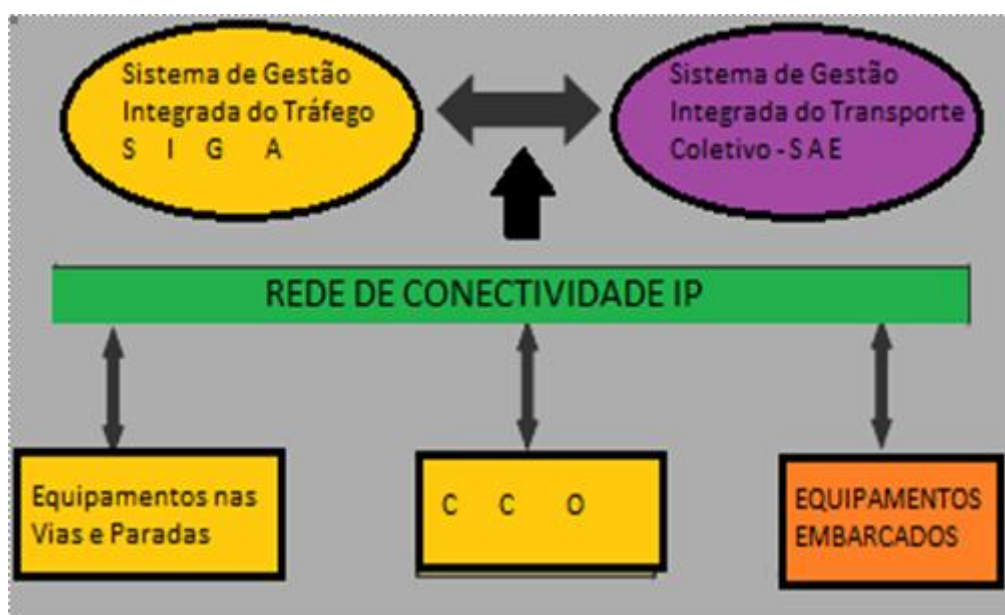 Sistema de Gestão
Integrada do Tráfego
S I G A
Sistema de Gestão
Integrada do Transporte
Coletivo - S A E
REDE DE CONECTIVIDADE IP
Equipamentos nas
Vias e Paradas
C C O
EQUIPAMENTOS
EMBARCADOS